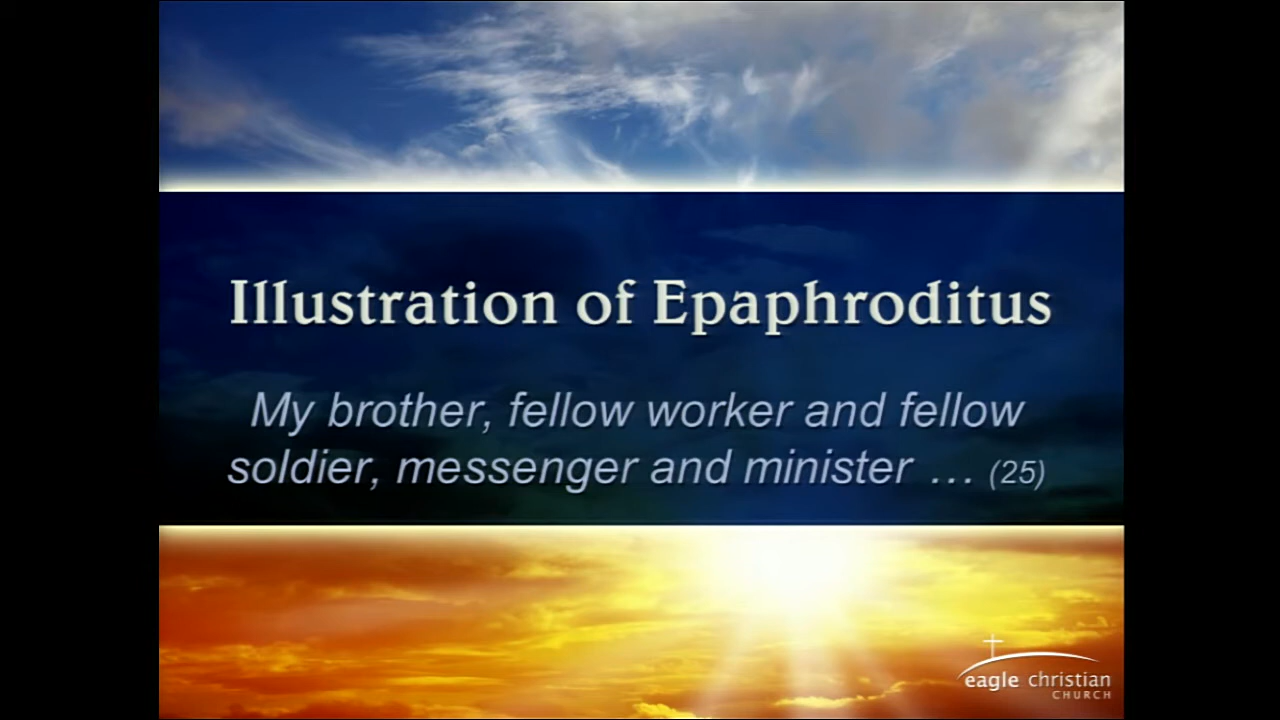 Illustration of Epaphroditus
My brother, fellow worker and fellow
soldier, messenger and minister … (25)
eagle christian
CHURCH